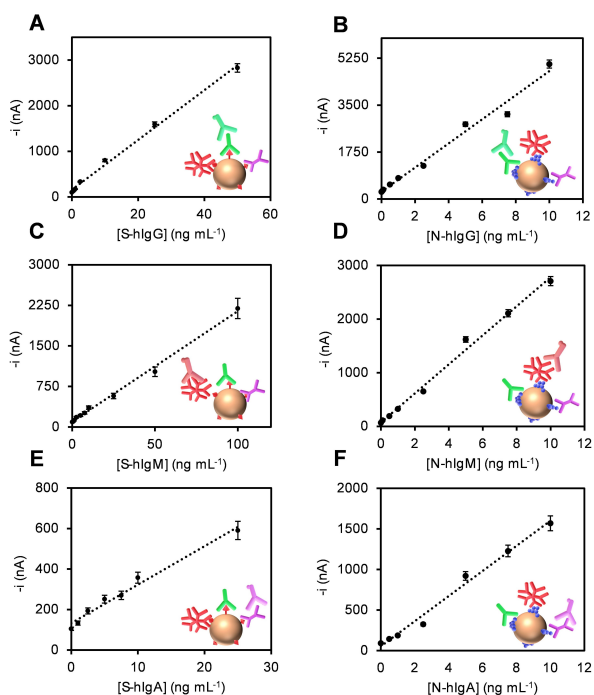 A
B
-i (nA)
4000
3000
2000
1000
0
0 20 40 60
[S-hIgG] (ng mL-1)
-i (nA)
5250
3500
1750
0
0 2 4 6 8 10 12
[N-hIgG] (ng mL-1)
C
D
-i (nA)
3000
2250
1500
750
0
0 50 100
[S-hIgM] (ng mL-1)
-i (nA)
3000
2000
1000
0
0 2 4 6 8 10 12
[N-hIgM] (ng mL-1)
E
F
-i (nA)
800
600
400
200
0
0 10 20 30
[S-hIgA] (ng mL-1)
-i (nA)
2000
1500
1000
500
0
0 2 4 6 8 10 12
[N-hIgA] (ng mL-1)